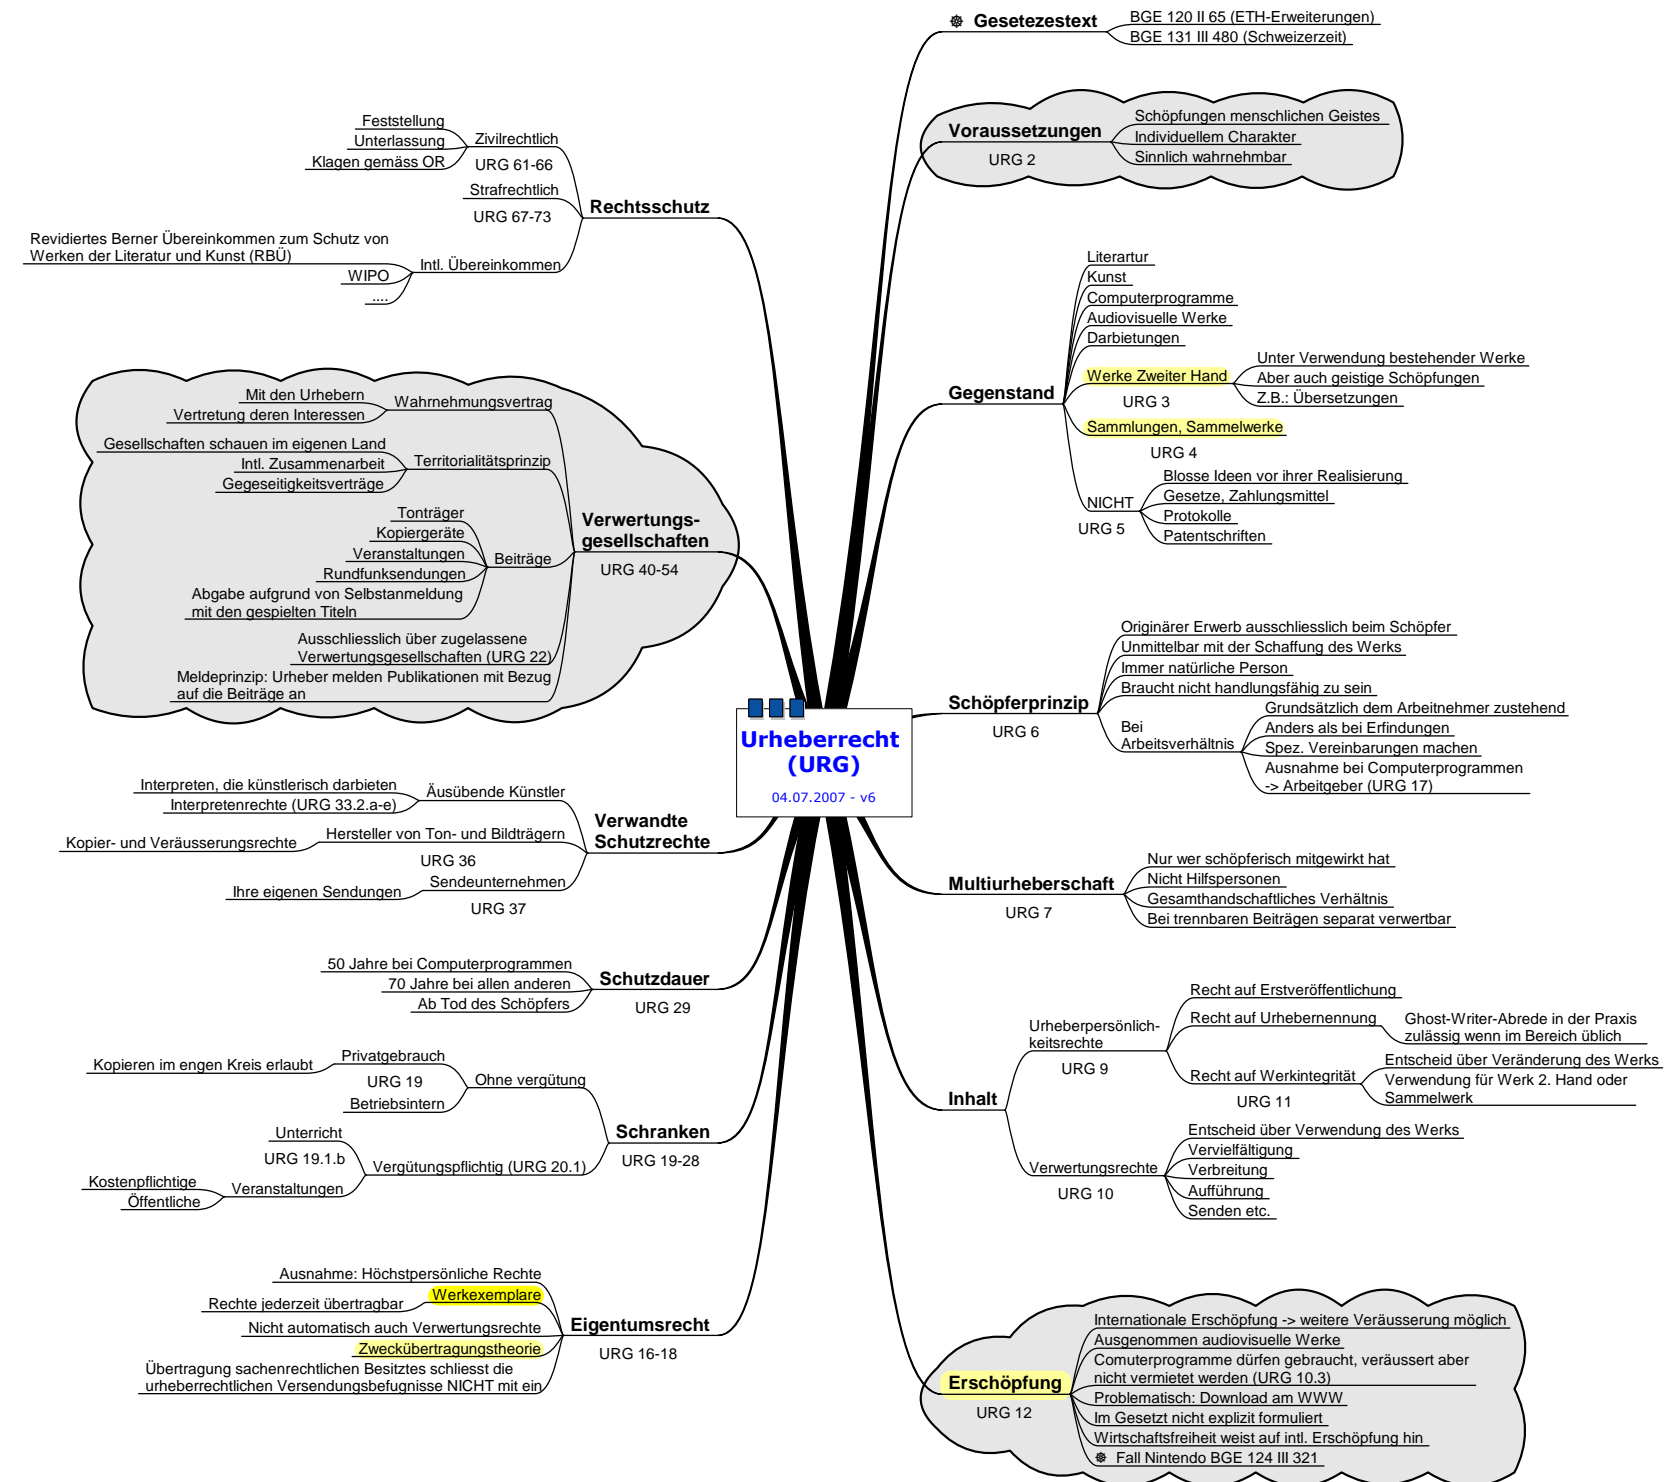 Urheberrecht
(URG)
04.07.2007 - v6
Gesetezestext
BGE 120 II 65 (ETH-Erweiterungen)
BGE 131 III 480 (Schweizerzeit)
Voraussetzungen
URG 2
Schöpfungen menschlichen Geistes
Individuellem Charakter
Sinnlich wahrnehmbar
Gegenstand
Literartur
Kunst
Computerprogramme
Audiovisuelle Werke
Darbietungen
Werke Zweiter Hand
URG 3
Unter Verwendung bestehender Werke
Aber auch geistige Schöpfungen
Z.B.: Übersetzungen
Sammlungen, Sammelwerke
URG 4
NICHT
URG 5
Blosse Ideen vor ihrer Realisierung
Gesetze, Zahlungsmittel
Protokolle
Patentschriften
Schöpferprinzip
URG 6
Originärer Erwerb ausschliesslich beim Schöpfer
Unmittelbar mit der Schaffung des Werks
Immer natürliche Person
Braucht nicht handlungsfähig zu sein
Bei
Arbeitsverhältnis
Grundsätzlich dem Arbeitnehmer zustehend
Anders als bei Erfindungen
Spez. Vereinbarungen machen
Ausnahme bei Computerprogrammen
-> Arbeitgeber (URG 17)
Multiurheberschaft
URG 7
Nur wer schöpferisch mitgewirkt hat
Nicht Hilfspersonen
Gesamthandschaftliches Verhältnis
Bei trennbaren Beiträgen separat verwertbar
Inhalt
Urheberpersönlich-
keitsrechte
URG 9
Recht auf Erstveröffentlichung
Recht auf Urhebernennung
Ghost-Writer-Abrede in der Praxis
zulässig wenn im Bereich üblich
Recht auf Werkintegrität
URG 11
Entscheid über Veränderung des Werks
Verwendung für Werk 2. Hand oder
Sammelwerk
Verwertungsrechte
URG 10
Entscheid über Verwendung des Werks
Vervielfältigung
Verbreitung
Aufführung
Senden etc.
Erschöpfung
URG 12
Internationale Erschöpfung -> weitere Veräusserung möglich
Ausgenommen audiovisuelle Werke
Comuterprogramme dürfen gebraucht, veräussert aber
nicht vermietet werden (URG 10.3)
Problematisch: Download am WWW
Im Gesetzt nicht explizit formuliert
Wirtschaftsfreiheit weist auf intl. Erschöpfung hin
Fall Nintendo BGE 124 III 321
Rechtsschutz
Zivilrechtlich
URG 61-66
Feststellung
Unterlassung
Klagen gemäss OR
Strafrechtlich
URG 67-73
Intl. Übereinkommen
Revidiertes Berner Übereinkommen zum Schutz von
Werken der Literatur und Kunst (RBÜ)
WIPO
....
Verwertungs-
gesellschaften
URG 40-54
Wahrnehmungsvertrag
Mit den Urhebern
Vertretung deren Interessen
Territorialitätsprinzip
Gesellschaften schauen im eigenen Land
Intl. Zusammenarbeit
Gegeseitigkeitsverträge
Beiträge
Tonträger
Kopiergeräte
Veranstaltungen
Rundfunksendungen
Abgabe aufgrund von Selbstanmeldung
mit den gespielten Titeln
Ausschliesslich über zugelassene
Verwertungsgesellschaften (URG 22)
Meldeprinzip: Urheber melden Publikationen mit Bezug
auf die Beiträge an
Verwandte
Schutzrechte
Äusübende Künstler
Interpreten, die künstlerisch darbieten
Interpretenrechte (URG 33.2.a-e)
Hersteller von Ton- und Bildträgern
URG 36
Kopier- und Veräusserungsrechte
Sendeunternehmen
URG 37
Ihre eigenen Sendungen
Schutzdauer
URG 29
50 Jahre bei Computerprogrammen
70 Jahre bei allen anderen
Ab Tod des Schöpfers
Schranken
URG 19-28
Ohne vergütung
Privatgebrauch
URG 19
Kopieren im engen Kreis erlaubt
Betriebsintern
Vergütungspflichtig (URG 20.1)
Unterricht
URG 19.1.b
Veranstaltungen
Kostenpflichtige
Öffentliche
Eigentumsrecht
URG 16-18
Ausnahme: Höchstpersönliche Rechte
Werkexemplare
Rechte jederzeit übertragbar
Nicht automatisch auch Verwertungsrechte
Zweckübertragungstheorie
Übertragung sachenrechtlichen Besitztes schliesst die
urheberrechtlichen Versendungsbefugnisse NICHT mit ein